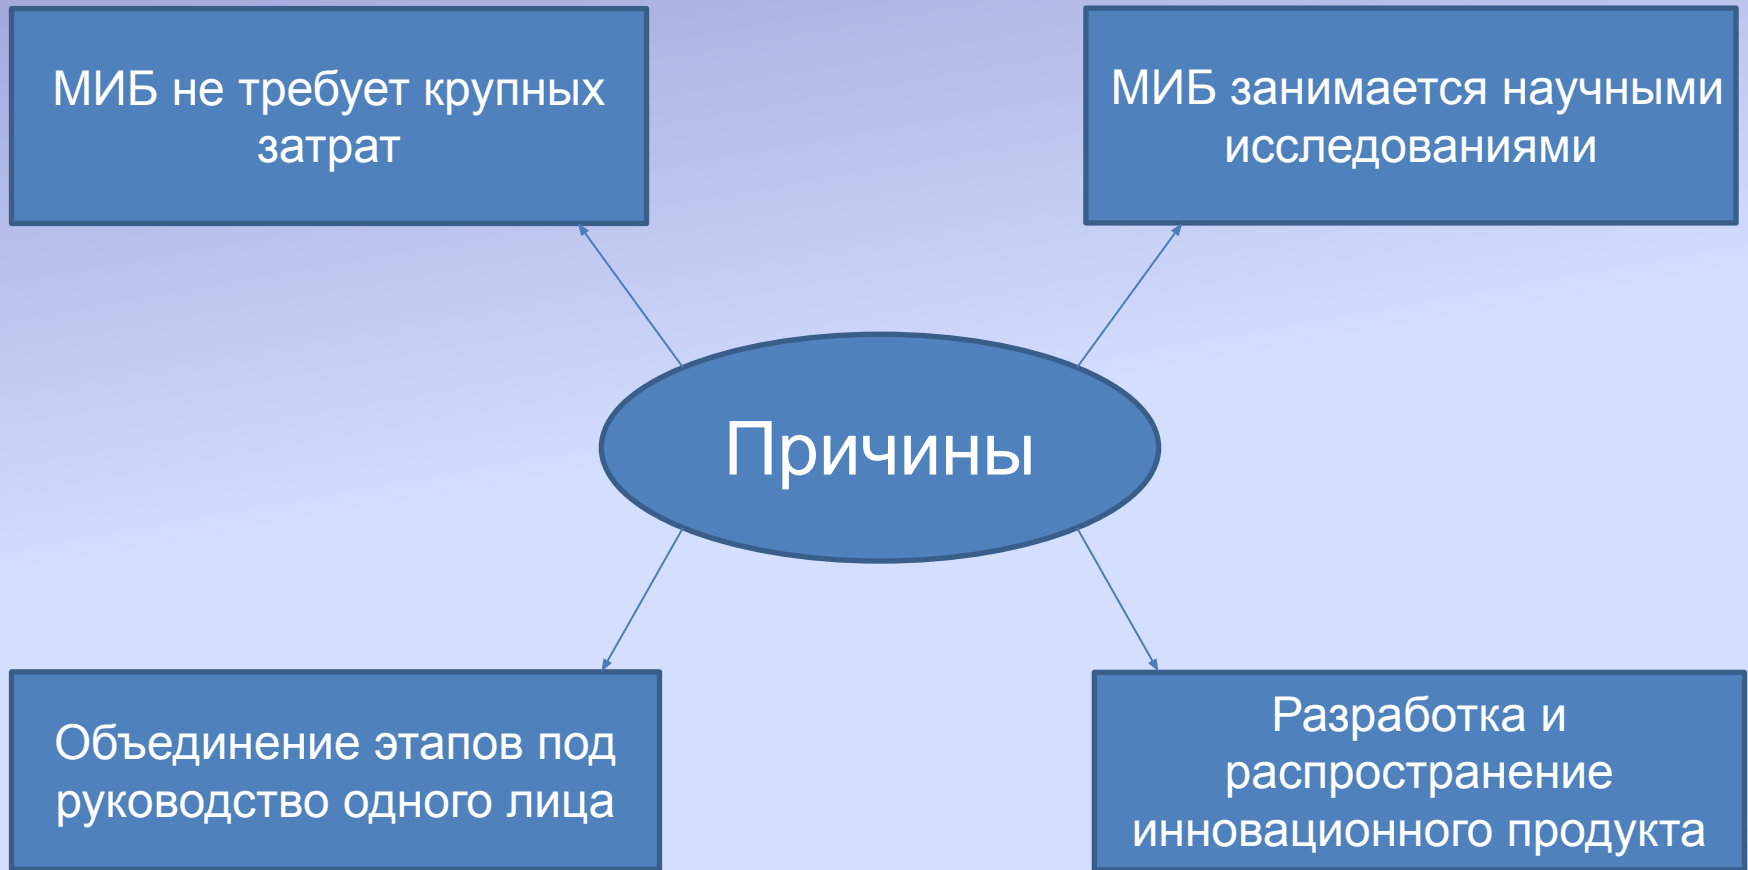 МИБ не требует крупных
затрат
МИБ занимается научными
исследованиями
Причины
Объединение этапов под
руководство одного лица
Разработка и
распространение
инновационного продукта